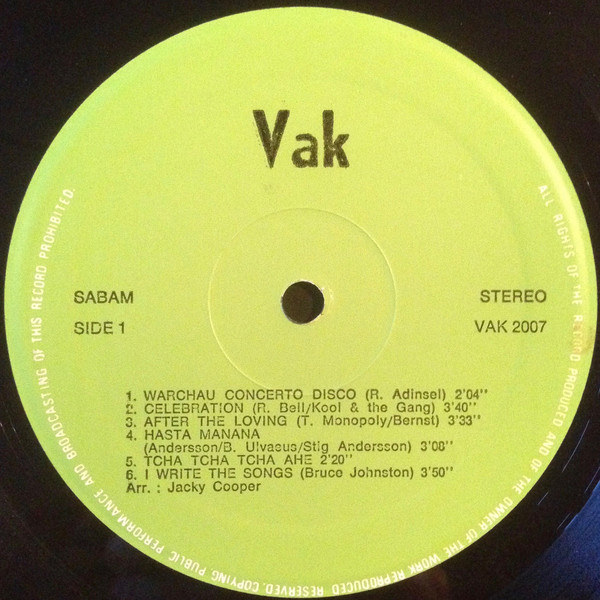 Vak
SABAM
STEREO
SIDE 1
VAK 2007
1. WARCHAU CONCERTO DISCO (R. Adinsel) 2'04''
2. CELEBRATION (R. Bell/Kool & the Gang) 3'40''
3. AFTER THE LOVING (T. Monopoly/Bernst) 3'33''
4. HASTA MANANA
(Andersson/B. Ulvaeus/Stig Andersson) 3'08''
5. TCHA TCHA TCHA AHE 2'20''
6. I WRITE THE SONGS (Bruce Johnston) 3'50''
Arr. : Jacky Cooper
ALL RIGHTS OF THE RECORD PRODUCED AND OF THE OWNER OF THE WORK REPRODUCED RESERVED. COPYING PUBLIC PERFORMANCE AND BROADCASTING OF THIS RECORD PROHIBITED.